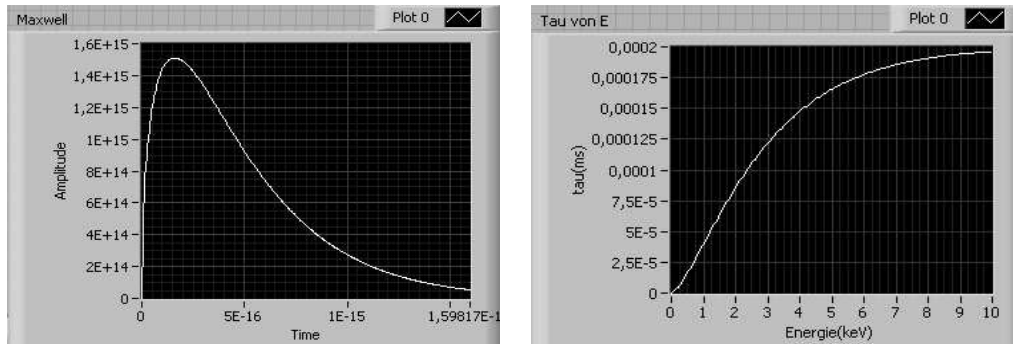 Maxwell
Plot 0
1,6E+15
1,4E+15
1,2E+15
1E+15
8E+14
6E+14
4E+14
2E+14
0
Amplitude
0
5E-16
1E-15
1,59817E-1
Time
Tau von E
Plot 0
0,0002
0,000175
0,00015
0,000125
0,0001
7,5E-5
5E-5
2,5E-5
0
tau(ms)
0 1 2 3 4 5 6 7 8 9 10
Energie(keV)